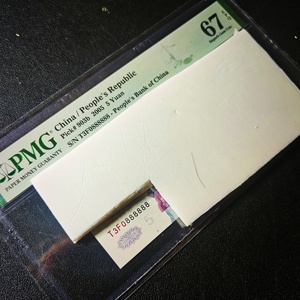 PMG
PAPER MONEY GUARANTY
China / People's Republic
Pick# 903b 2005 5 Yuan
S/N T3F0888888 - People's Bank of China
67
T3F0888888
5